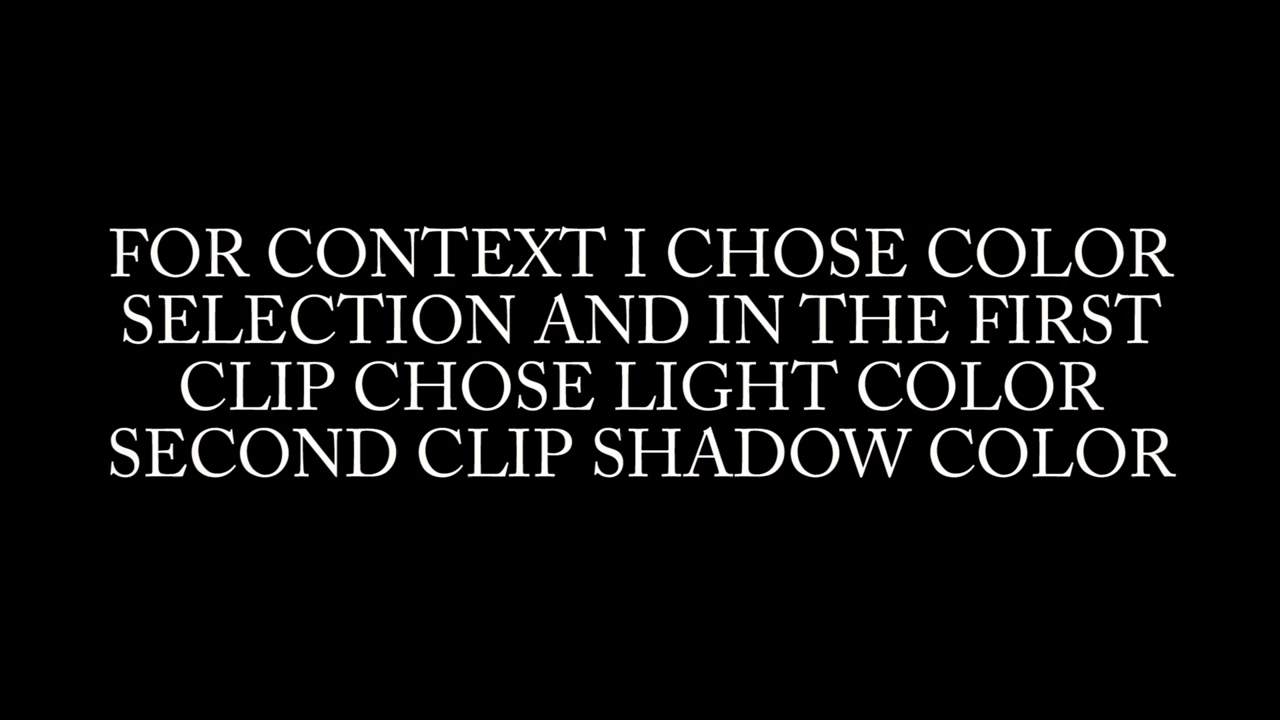 FOR CONTEXT I CHOSE COLOR
SELECTION AND IN THE FIRST
CLIP CHOSE LIGHT COLOR
SECOND CLIP SHADOW COLOR